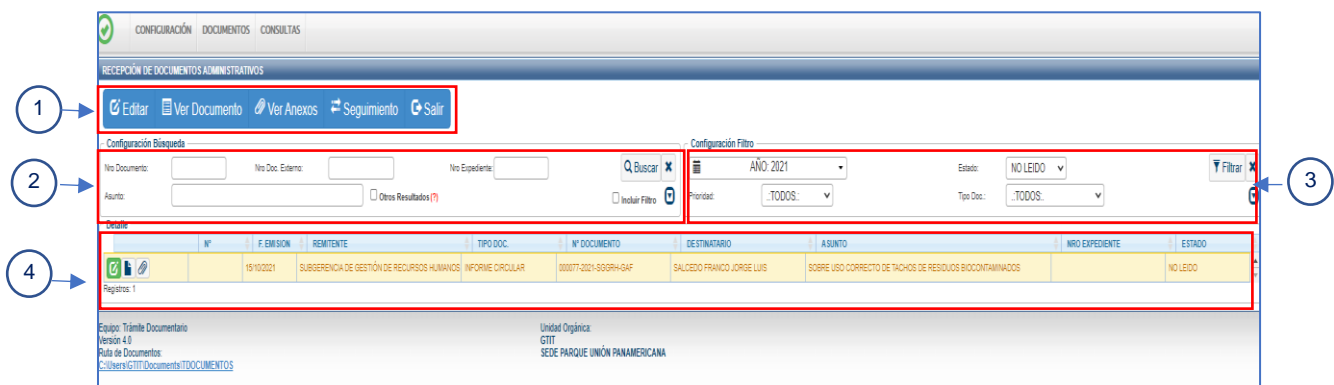 CONFIGURACIÓN DOCUMENTOS CONSULTAS
RECEPCIÓN DE DOCUMENTOS ADMINISTRATIVOS
1
Editar Ver Documento Ver Anexos Seguimiento Salir
Configuración Búsqueda
Configuración Filtro
2
Nro Documento: Nro Doc. Externo: Nro Expediente: Buscar
AÑO: 2021 Estado: NO LEIDO Filtrar
3
Asunto: Otros Resultados (?) Incluir Filtro
Prioridad: .:TODOS:. Tipo Doc.: .:TODOS:.
Detalle
N° F. EMISION REMITENTE TIPO DOC. N° DOCUMENTO DESTINATARIO ASUNTO NRO EXPEDIENTE ESTADO
4
15/10/2021 SUBGERENCIA DE GESTIÓN DE RECURSOS HUMANOS INFORME CIRCULAR 000077-2021-SGGRH-GAF SALCEDO FRANCO JORGE LUIS SOBRE USO CORRECTO DE TACHOS DE RESIDUOS BIOCONTAMINADOS NO LEIDO
Registros: 1
Equipo: Trámite Documentario
Versión 4.0
Ruta de Documentos:
C:\Users\GTIT\Documents\TDOCUMENTOS
Unidad Orgánica:
GTIT
SEDE PARQUE UNIÓN PANAMERICANA